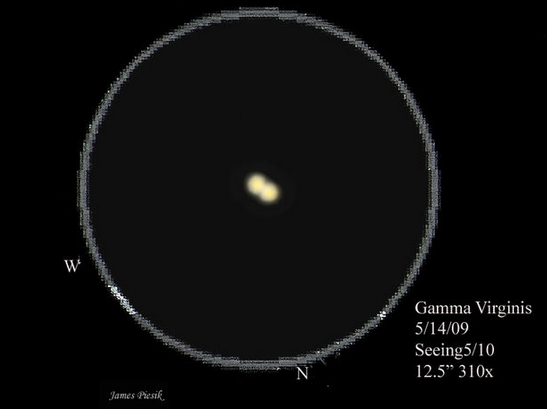 W
Gamma Virginis
5/14/09
Seeing5/10
12.5” 310x
N
James Piesik